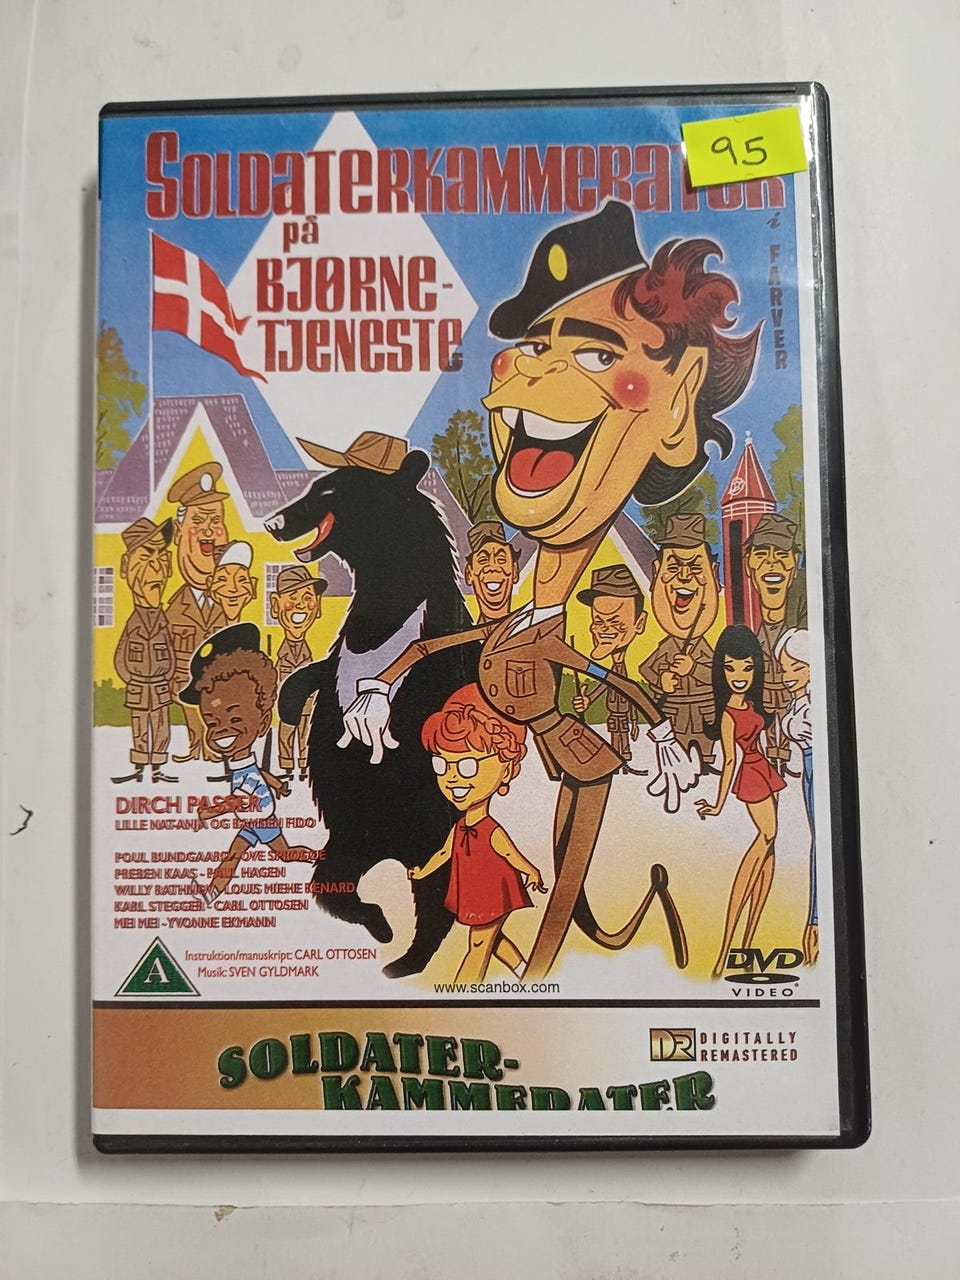 SOLDATERKAMMERATER
95
på
BJØRNE-
TJENESTE
i FARVER
DIRCH PASSER
LILLE NAT-ANJA OG BAMSEN FIDO
POUL BUNDGAARD - OVE SPROGØE
PREBEN KAAS - PAUL HAGEN
WILLY RATHNOV - LOUIS MIEHE RENARD
KARL STEGGER - CARL OTTOSEN
MEI MEI - YVONNE EKMANN
A
Instruktion/manuskript: CARL OTTOSEN
Musik: SVEN GYLDMARK
www.scanbox.com
DVD
VIDEO
SOLDATER-
KAMMERATER
DR DIGITALLY
REMASTERED